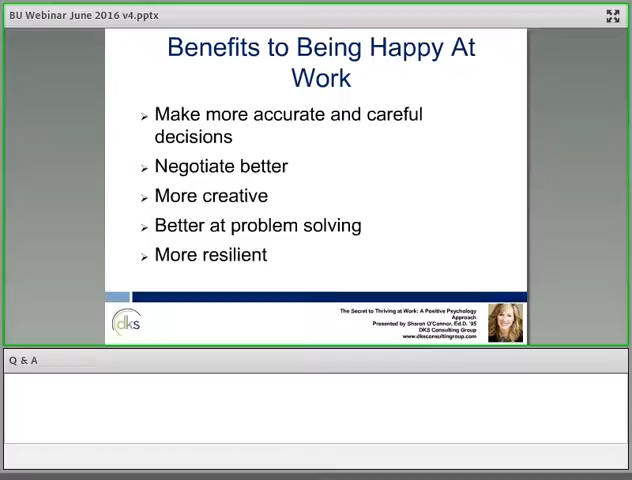 BU Webinar June 2016 v4.pptx
Benefits to Being Happy At
Work
➢ Make more accurate and careful
decisions
➢ Negotiate better
➢ More creative
➢ Better at problem solving
➢ More resilient
dks
The Secret to Thriving at Work: A Positive Psychology
Approach
Presented by Sharon O'Connor, Ed.D. '95
DKS Consulting Group
www.dksconsultinggroup.com
Q & A